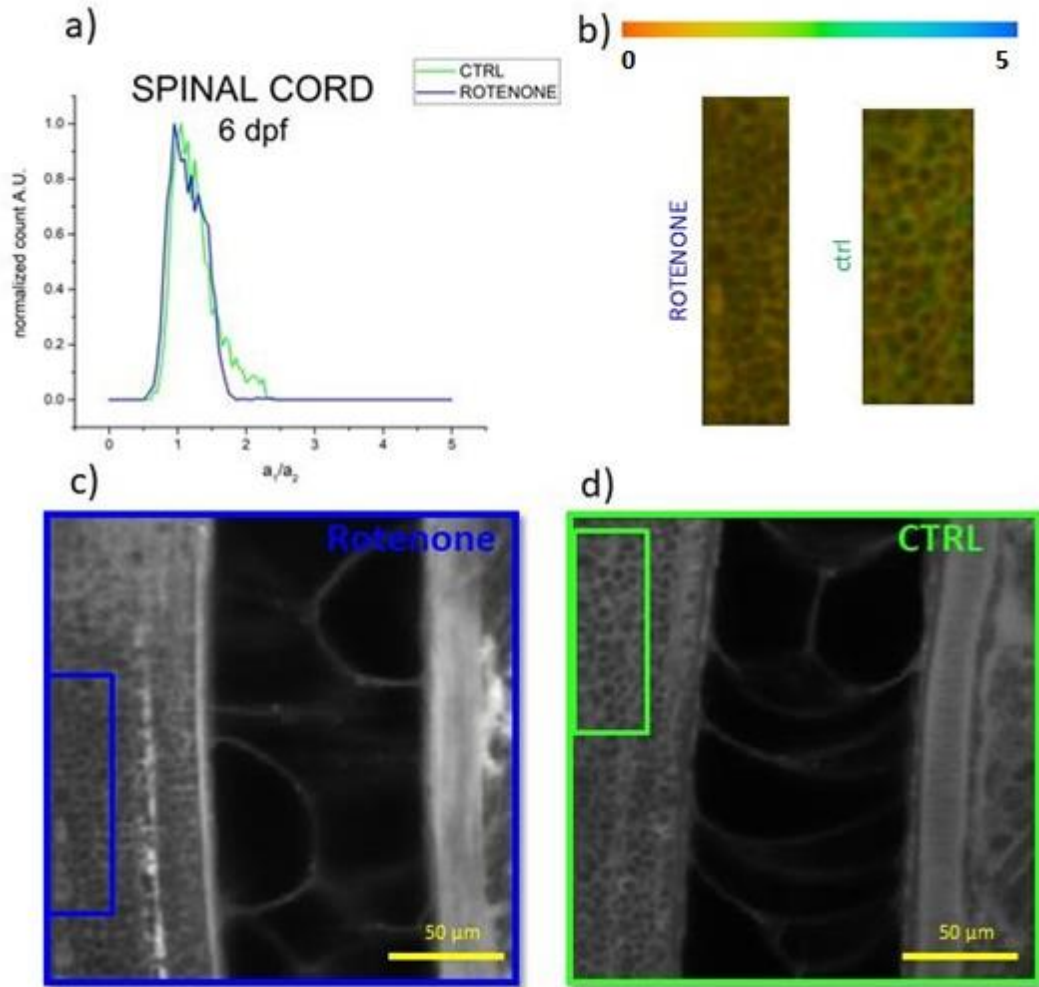 a)
CTRL
ROTENONE
SPINAL CORD
6 dpf
normalized count A.U.
1.0
0.8
0.6
0.4
0.2
0.0
0
1
2
3
4
5
a₁/a₂
b)
0
5
ROTENONE
ctrl
c)
Rotenone
50 µm
d)
CTRL
50 µm